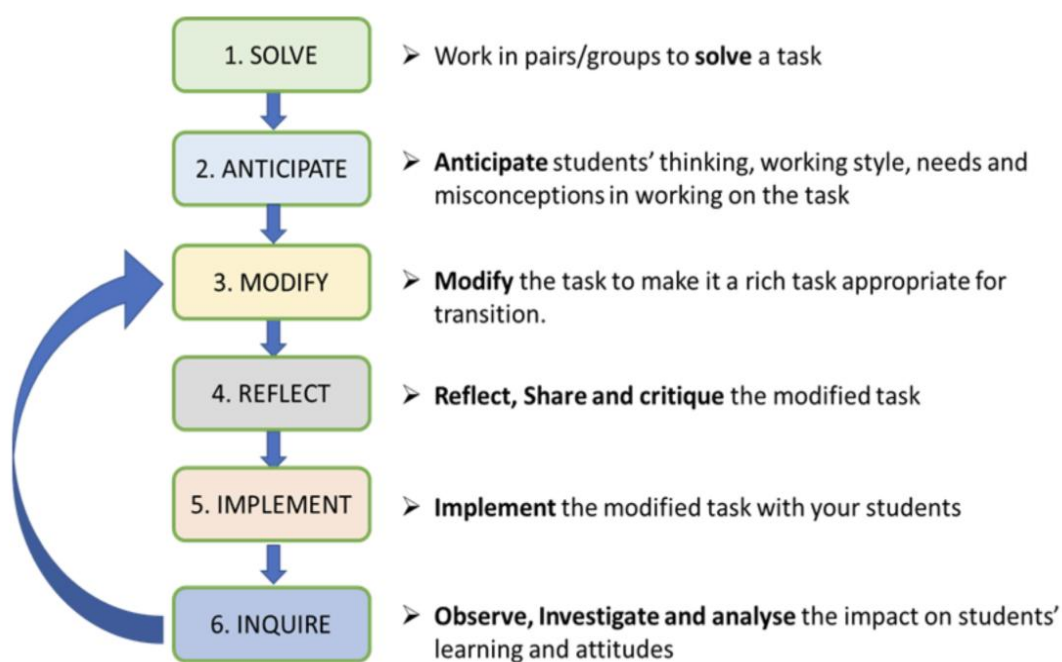 1. SOLVE
➢ Work in pairs/groups to solve a task
2. ANTICIPATE
➢ Anticipate students’ thinking, working style, needs and
misconceptions in working on the task
3. MODIFY
➢ Modify the task to make it a rich task appropriate for
transition.
4. REFLECT
➢ Reflect, Share and critique the modified task
5. IMPLEMENT
➢ Implement the modified task with your students
6. INQUIRE
➢ Observe, Investigate and analyse the impact on students’
learning and attitudes